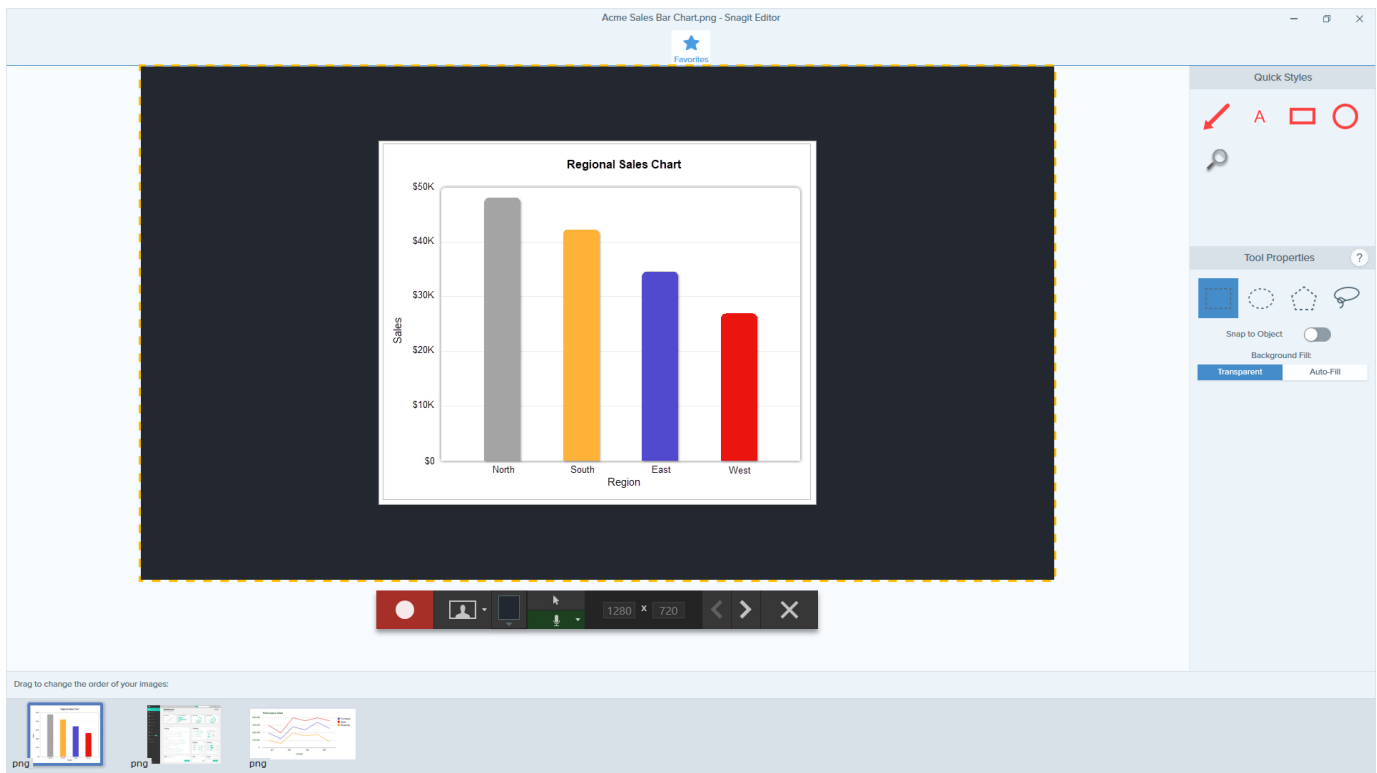 Acme Sales Bar Chart.png - Snagit Editor
Favorites
Quick Styles
A
Tool Properties
?
Snap to Object
Background Fill:
Transparent
Auto-Fill
Regional Sales Chart
$50K
$40K
$30K
$20K
$10K
$0
Sales
North South East West
Region
1280 x 720
Drag to change the order of your images:
png png png